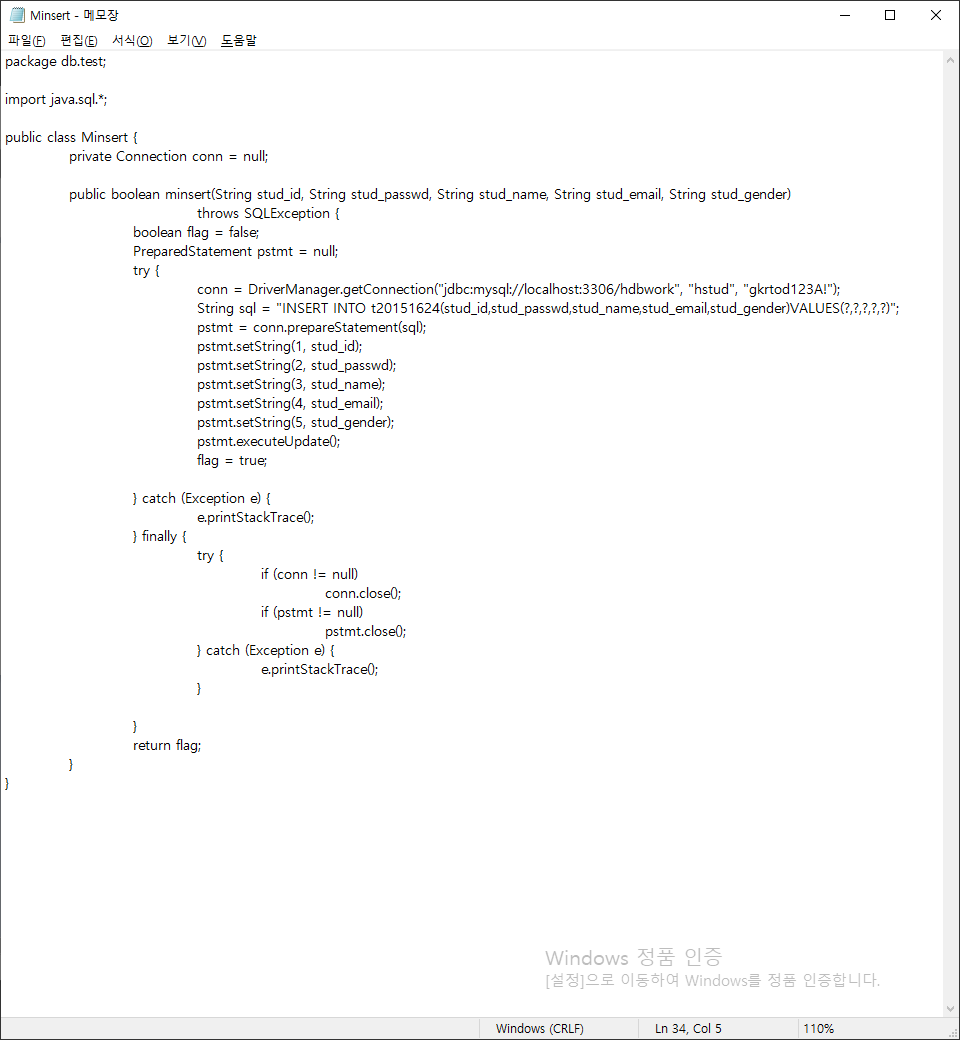 Minsert - 메모장
파일(F) 편집(E) 서식(O) 보기(V) 도움말
package db.test;
import java.sql.*;
public class Minsert {
private Connection conn = null;
public boolean minsert(String stud_id, String stud_passwd, String stud_name, String stud_email, String stud_gender)
throws SQLException {
boolean flag = false;
PreparedStatement pstmt = null;
try {
conn = DriverManager.getConnection("jdbc:mysql://localhost:3306/hdbwork", "hstud", "gkrtod123A!");
String sql = "INSERT INTO t20151624(stud_id,stud_passwd,stud_name,stud_email,stud_gender)VALUES(?,?,?,?,?)";
pstmt = conn.prepareStatement(sql);
pstmt.setString(1, stud_id);
pstmt.setString(2, stud_passwd);
pstmt.setString(3, stud_name);
pstmt.setString(4, stud_email);
pstmt.setString(5, stud_gender);
pstmt.executeUpdate();
flag = true;
} catch (Exception e) {
e.printStackTrace();
} finally {
try {
if (conn != null)
conn.close();
if (pstmt != null)
pstmt.close();
} catch (Exception e) {
e.printStackTrace();
}
}
return flag;
}
}
Windows 정품 인증
[설정]으로 이동하여 Windows를 정품 인증합니다.
Windows (CRLF) Ln 34, Col 5 110%